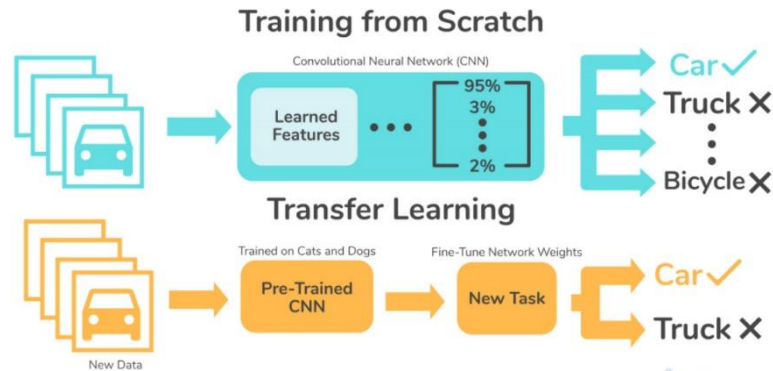 Training from Scratch
Convolutional Neural Network (CNN)
Learned
Features
95%
3%
2%
Car
Truck
Bicycle
Transfer Learning
Trained on Cats and Dogs
Fine-Tune Network Weights
Pre-Trained
CNN
New Task
Car
Truck
New Data